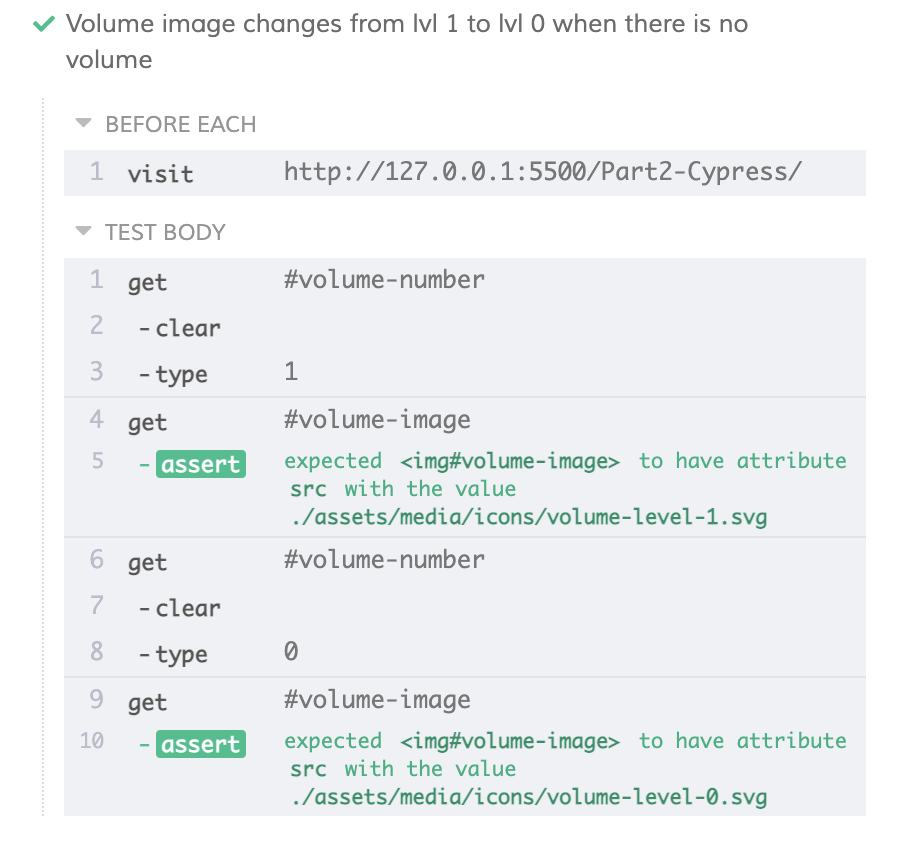 Volume image changes from lvl 1 to lvl 0 when there is no
volume
BEFORE EACH
1 visit http://127.0.0.1:5500/Part2-Cypress/
TEST BODY
1 get #volume-number
2 -clear
3 -type 1
4 get #volume-image
5 -assert expected <img#volume-image> to have attribute
src with the value
./assets/media/icons/volume-level-1.svg
6 get #volume-number
7 -clear
8 -type 0
9 get #volume-image
10 -assert expected <img#volume-image> to have attribute
src with the value
./assets/media/icons/volume-level-0.svg